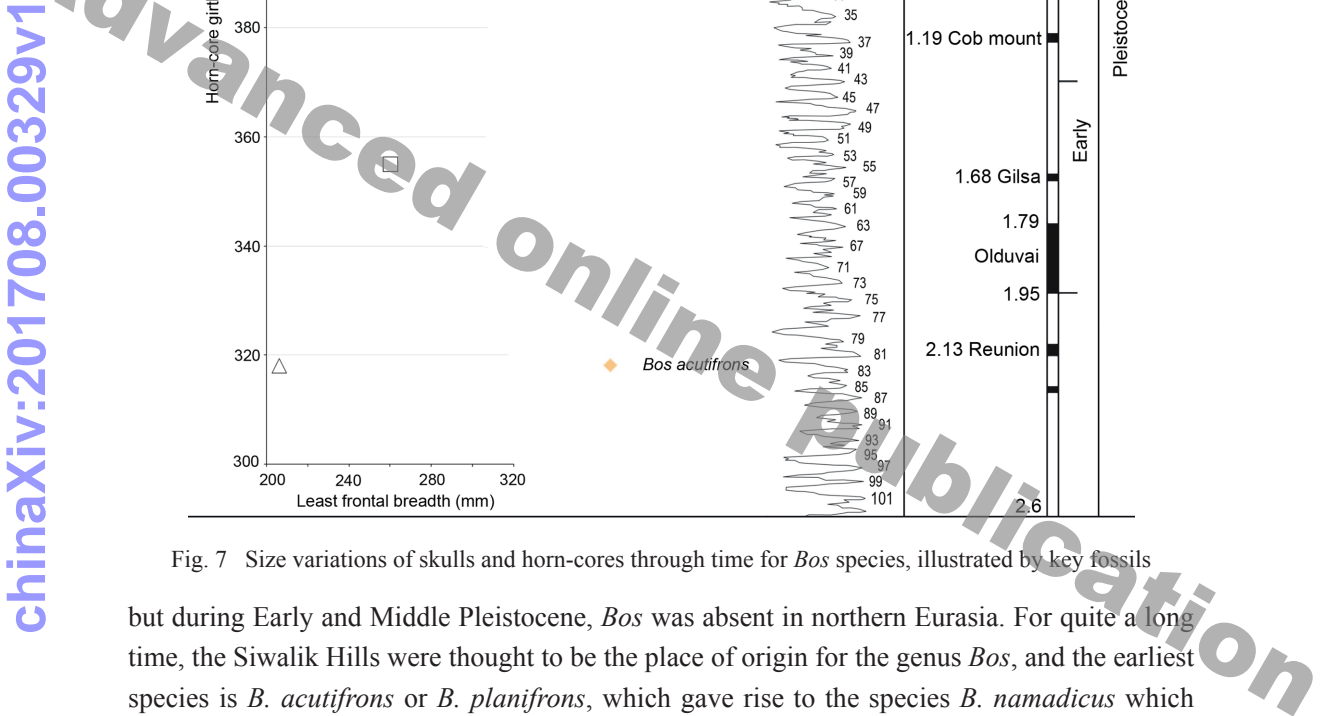 chinaXiv:201708.00329v1
Advanced online publication
Horn-core girth
380
360
340
320
300
200 240 280 320
Least frontal breadth (mm)
Bos acutifrons
35
37
39
41
43
45
47
49
51
53
55
57
59
61
63
67
71
73
75
77
79
81
83
85
87
89
91
93
95
97
99
101
1.19 Cob mount
1.68 Gilsa
1.79
Olduvai
1.95
2.13 Reunion
2.6
Early
Fig. 7 Size variations of skulls and horn-cores through time for Bos species, illustrated by key fossils
but during Early and Middle Pleistocene, Bos was absent in northern Eurasia. For quite a long
time, the Siwalik Hills were thought to be the place of origin for the genus Bos, and the earliest
species is B. acutifrons or B. planifrons, which gave rise to the species B. namadicus which